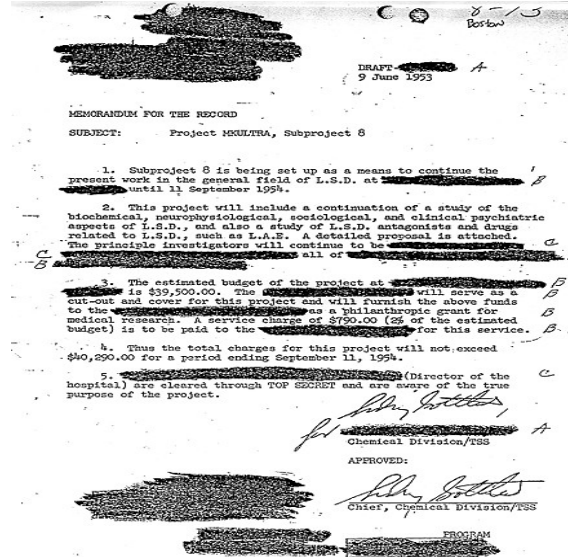 8-15
Boston
DRAFT- A
9 June 1953
MEMORANDUM FOR THE RECORD
SUBJECT: Project MKULTRA, Subproject 8
1. Subproject 8 is being set up as a means to continue the
present work in the general field of L.S.D. at
until 11 September 1954. B
2. This project will include a continuation of a study of the
biochemical, neurophysiological, sociological, and clinical psychiatric
aspects of L.S.D., and also a study of L.S.D. antagonists and drugs
related to L.S.D., such as L.A.E. A detailed proposal is attached.
The principle investigators will continue to be C
C all of B
B
3. The estimated budget of the project at B
is $39,500.00. The will serve as a B
cut-out and cover for this project and will furnish the above funds
to the as a philanthropic grant for B
medical research. A service charge of $790.00 (2% of the estimated
budget) is to be paid to the for this service. B
4. Thus the total charges for this project will not exceed
$40,290.00 for a period ending September 11, 1954.
5. (Director of the C
hospital) are cleared through TOP SECRET and are aware of the true
purpose of the project.
Sidney Gottlieb,
for A
Chemical Division/TSS
APPROVED:
Sidney Gottlieb
Chief, Chemical Division/TSS
PROGRAM